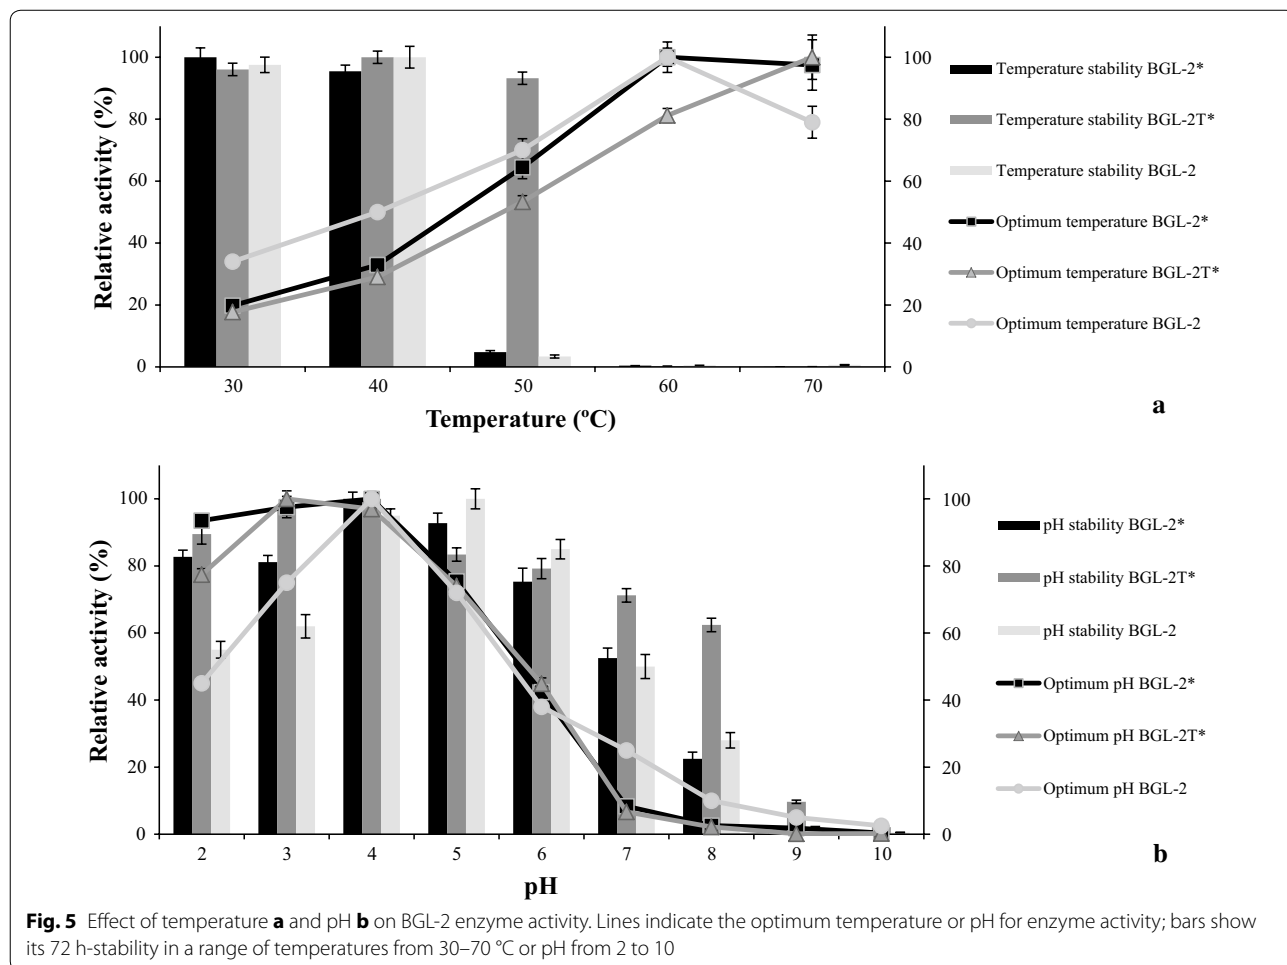 100
80
60
40
20
0
Relative activity (%)
100
80
60
40
20
0
30 40 50 60 70
Temperature (ºC)
Temperature stability BGL-2*
Temperature stability BGL-2T*
Temperature stability BGL-2
Optimum temperature BGL-2*
Optimum temperature BGL-2T*
Optimum temperature BGL-2
a
100
80
60
40
20
0
Relative activity (%)
100
80
60
40
20
0
2 3 4 5 6 7 8 9 10
pH
pH stability BGL-2*
pH stability BGL-2T*
pH stability BGL-2
Optimum pH BGL-2*
Optimum pH BGL-2T*
Optimum pH BGL-2
b
Fig. 5 Effect of temperature a and pH b on BGL-2 enzyme activity. Lines indicate the optimum temperature or pH for enzyme activity; bars show
its 72 h-stability in a range of temperatures from 30–70 °C or pH from 2 to 10